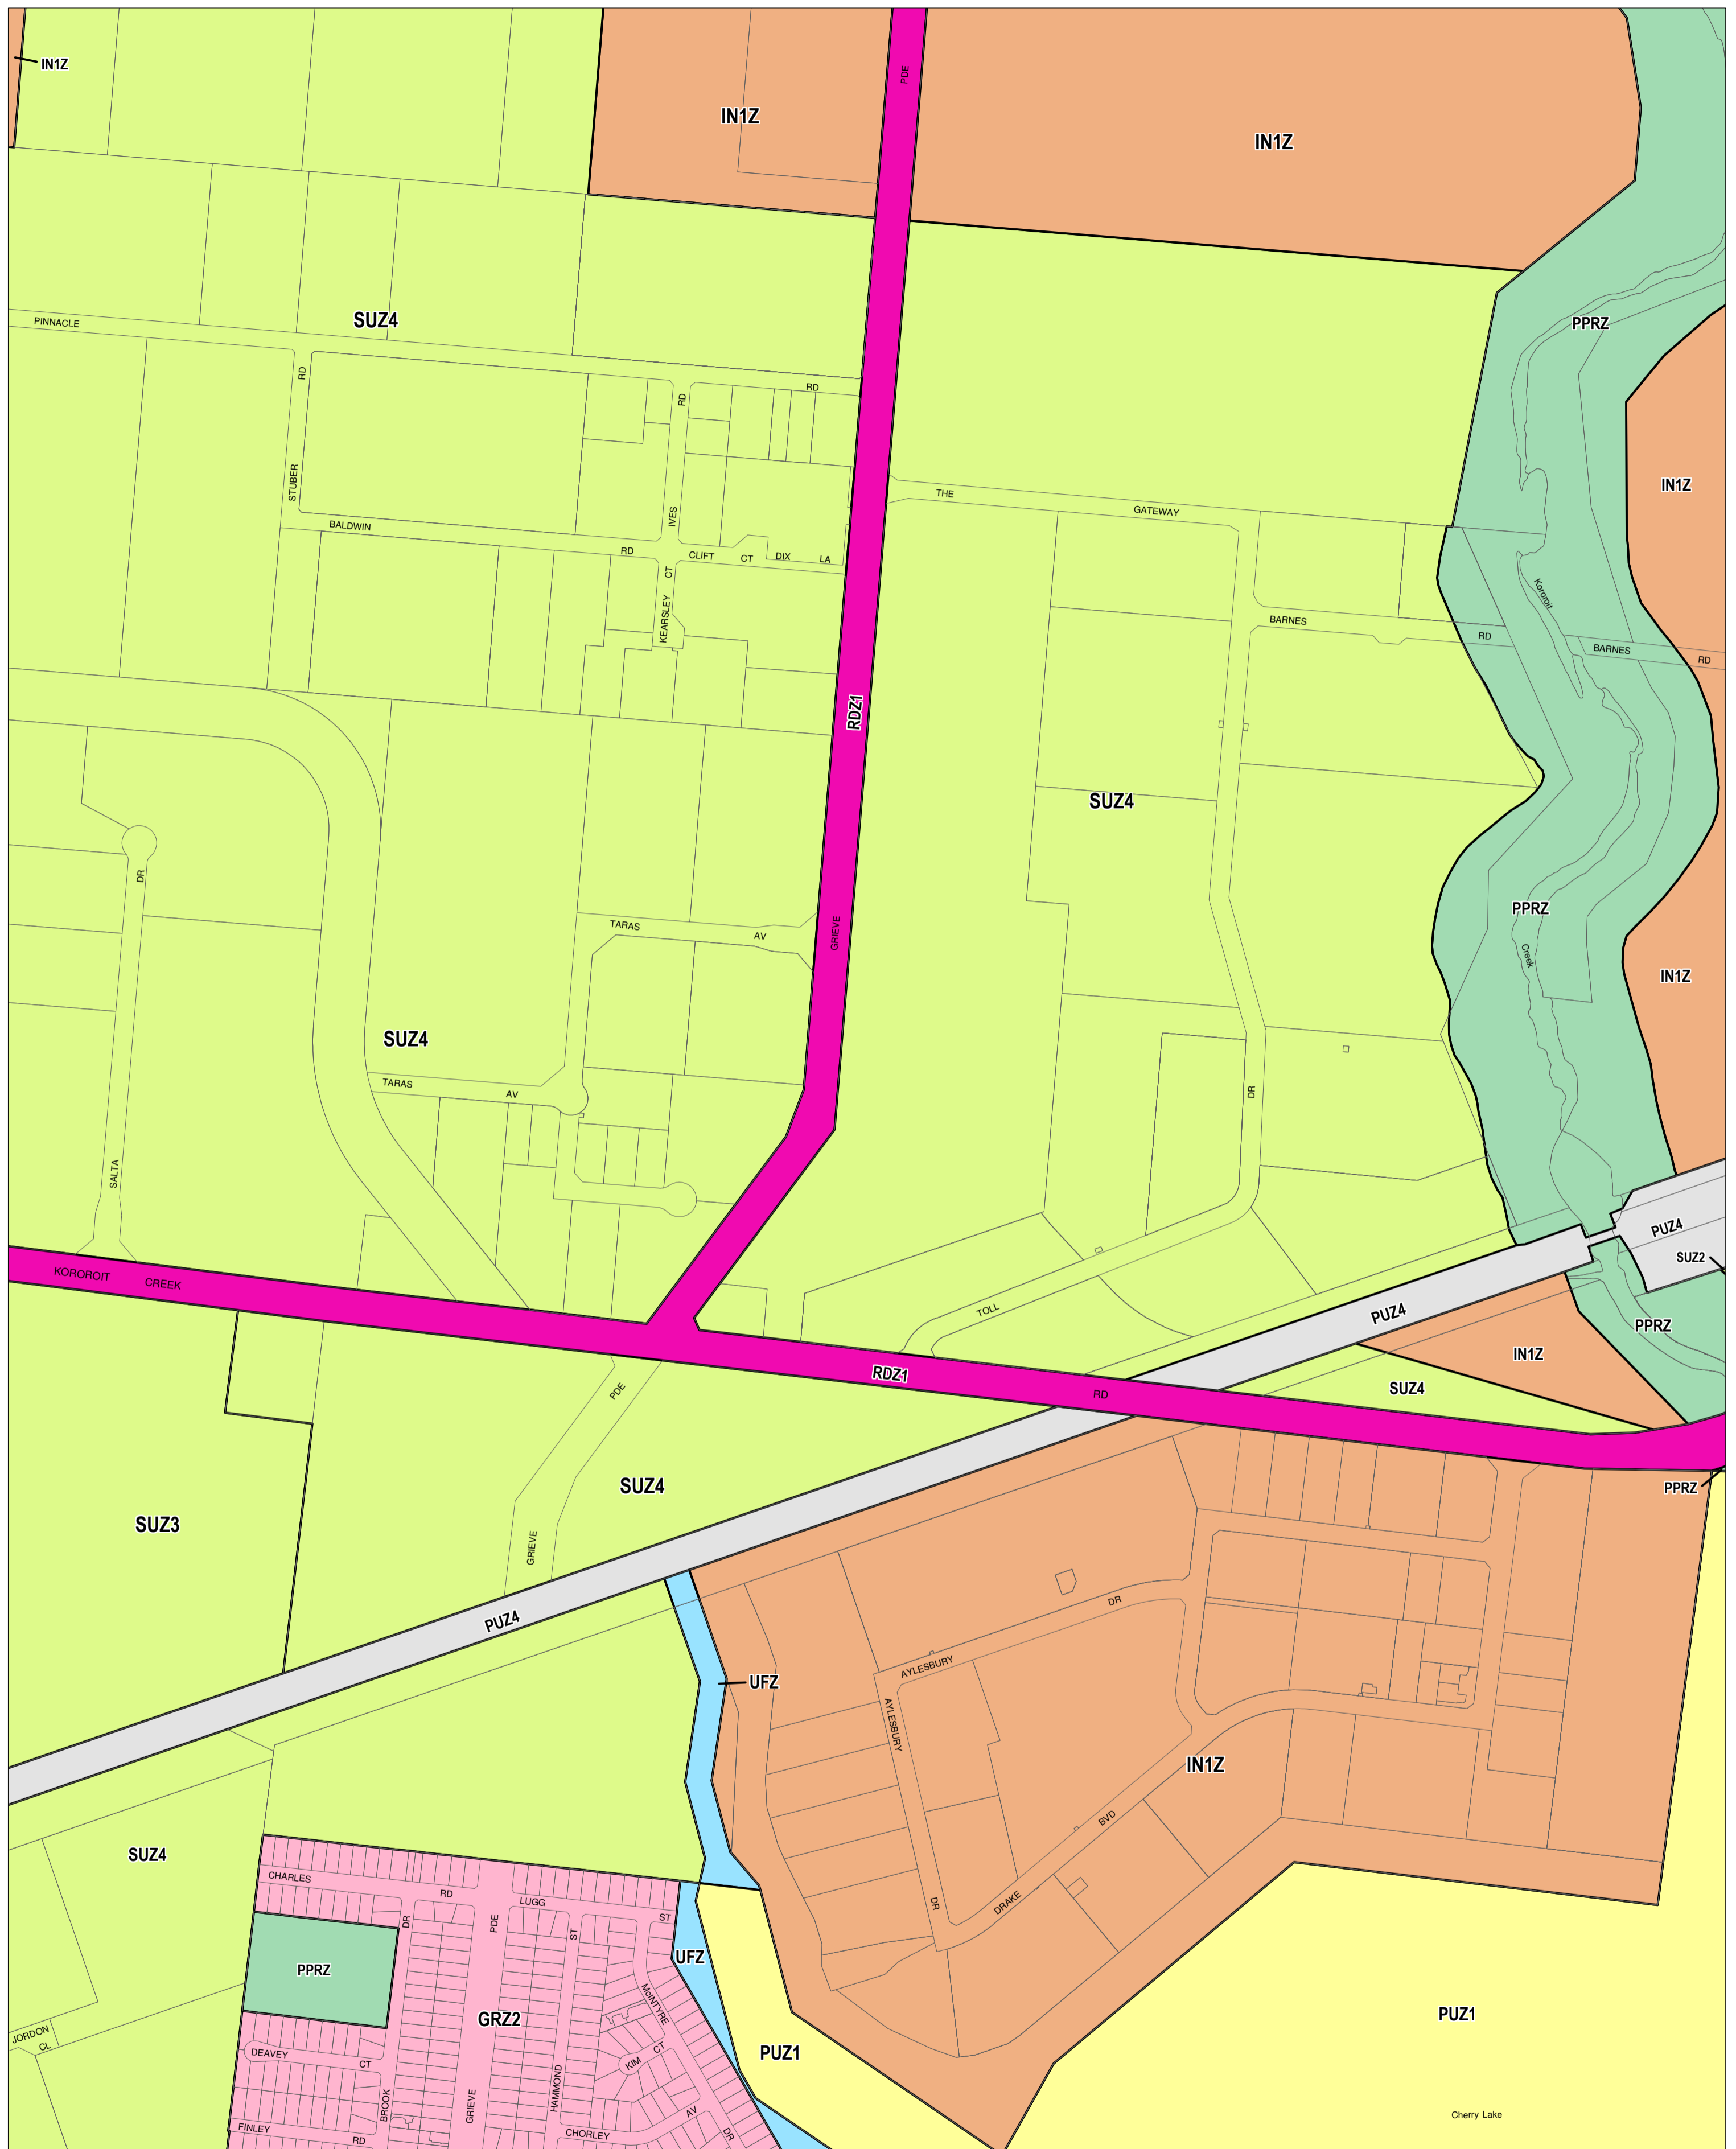 PDE
IN1Z
IN1Z
IN1Z
SUZ4
PINNACLE
PPRZ
RD
RD
RD
STUBER
IN1Z
THE
GATEWAY
IVES
BALDWIN
RD
CLIFT
CT
DIX
LA
CT
Koroit
KEARSLEY
BARNES
RD
BARNES
RD
RDZ1
SUZ4
DR
PPRZ
TARAS
AV
GRIEVE
Creek
IN1Z
SUZ4
TARAS
AV
DR
SALTA
PUZ4
SUZ2
KOROROIT
CREEK
TOLL
PUZ4
PPRZ
IN1Z
RDZ1
PDE
RD
SUZ4
SUZ4
PPRZ
SUZ3
GRIEVE
DR
PUZ4
AYLESBURY
UFZ
AYLESBURY
IN1Z
BVD
SUZ4
CHARLES
RD
LUGG
DR
DRAKE
ST
DR
PDE
ST
UFZ
PPRZ
McINTYRE
GRZ2
PUZ1
JORDON
CL
DEAVEY
CT
KIM
CT
PUZ1
BROOK
GRIEVE
HAMMOND
AV
Cherry Lake
FINLEY
RD
CHORLEY
DR